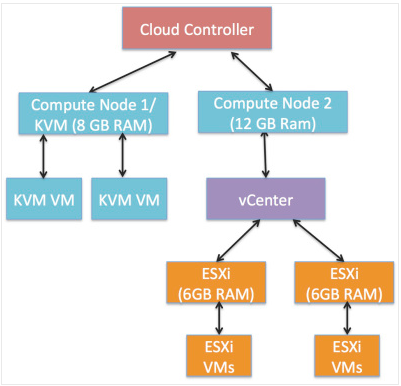 Cloud Controller
Compute Node 1/
KVM (8 GB RAM)
Compute Node 2
(12 GB Ram)
KVM VM
KVM VM
vCenter
ESXi
(6GB RAM)
ESXi
(6GB RAM)
ESXi
VMs
ESXi
VMs